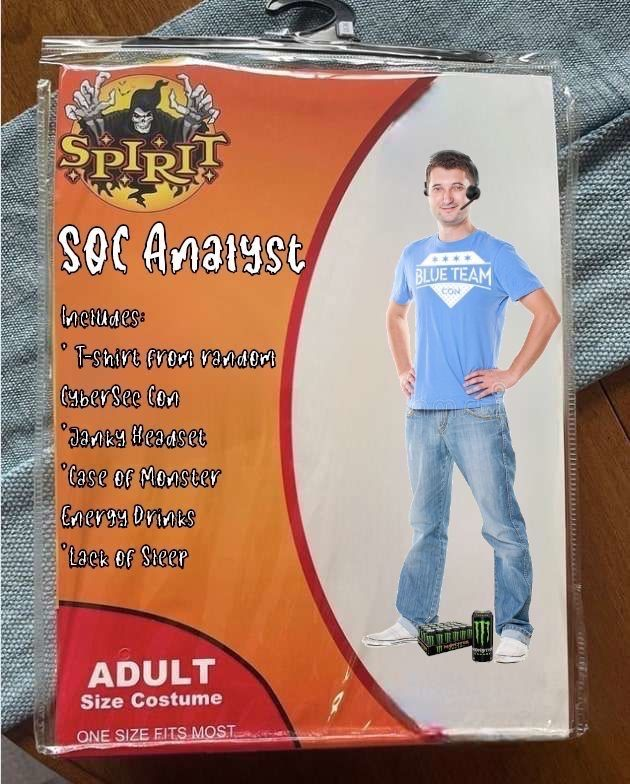 SPIRIT
SOC Analyst
Includes:
* T-shirt from random
CyberSec Con
*Janky Headset
*Case of Monster
Energy Drinks
*Lack of Sleep
BLUE TEAM
CON
MONSTER
ADULT
Size Costume
ONE SIZE FITS MOST